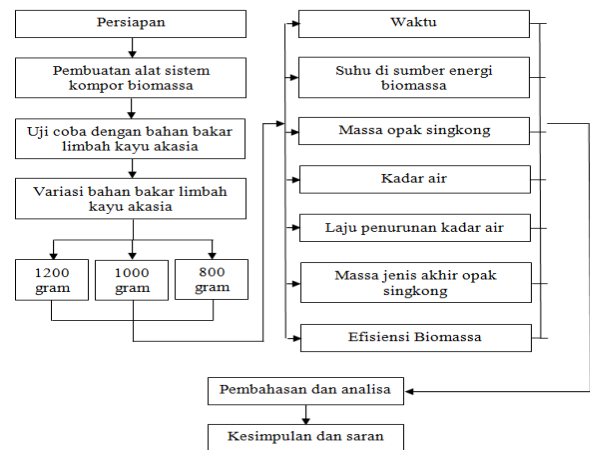 Persiapan
Pembuatan alat sistem
kompor biomassa
Uji coba dengan bahan bakar
limbah kayu akasia
Variasi bahan bakar limbah
kayu akasia
1200
gram
1000
gram
800
gram
Waktu
Suhu di sumber energi
biomassa
Massa opak singkong
Kadar air
Laju penurunan kadar air
Massa jenis akhir opak
singkong
Efisiensi Biomassa
Pembahasan dan analisa
Kesimpulan dan saran